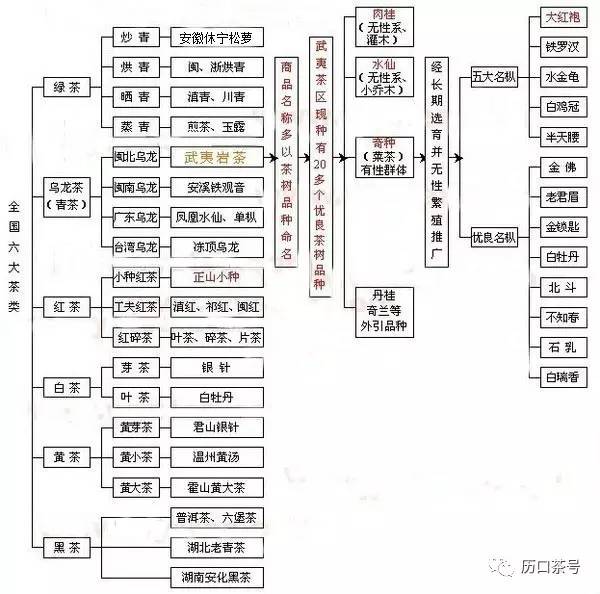 全国六大茶类
绿茶
炒青
安徽休宁松萝
烘青
闽、浙烘青
晒青
滇青、川青
蒸青
煎茶、玉露
乌龙茶
（青茶）
闽北乌龙
武夷岩茶
闽南乌龙
安溪铁观音
广东乌龙
凤凰水仙、单枞
台湾乌龙
冻顶乌龙
红茶
小种红茶
正山小种
工夫红茶
滇红、祁红、闽红
红碎茶
叶茶、碎茶、片茶
白茶
芽茶
银针
叶茶
白牡丹
黄茶
黄芽茶
君山银针
黄小茶
温州黄汤
黄大茶
霍山黄大茶
黑茶
普洱茶、六堡茶
湖北老青茶
湖南安化黑茶
商品名称多以茶树品种命名
武夷茶区现种有20多个优良茶树品种
肉桂
（无性系、
灌木）
水仙
（无性系、
小乔木）
奇种
（菜茶）
有性群体
丹桂
奇兰等
外引品种
经长期选育并无性繁殖推广
五大名枞
大红袍
铁罗汉
水金龟
白鸡冠
半天腰
优良名枞
金佛
老君眉
金锁匙
白牡丹
北斗
不知春
石乳
白瑞香
历口茶号